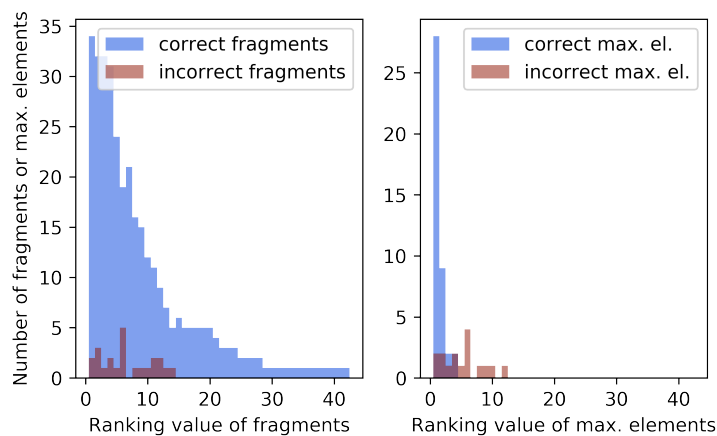 Number of fragments or max. elements
35
30
25
20
15
10
5
0
correct fragments
incorrect fragments
0 10 20 30 40
Ranking value of fragments
25
20
15
10
5
0
correct max. el.
incorrect max. el.
0 10 20 30 40
Ranking value of max. elements